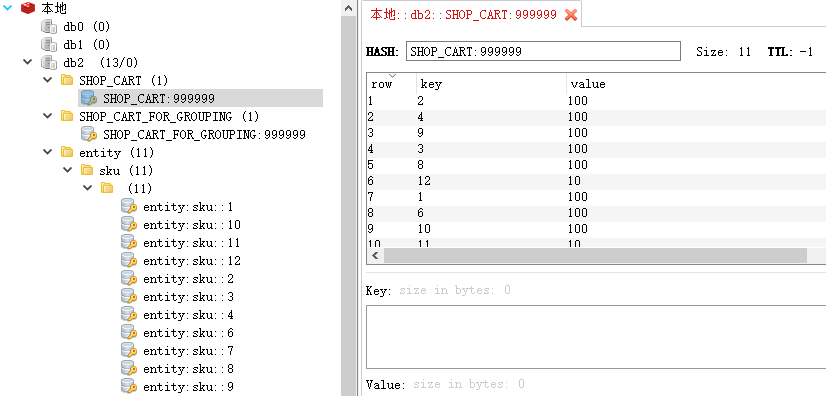 本地
db0 (0)
db1 (0)
db2 (13/0)
SHOP_CART (1)
SHOP_CART:999999
SHOP_CART_FOR_GROUPING (1)
SHOP_CART_FOR_GROUPING:999999
entity (11)
sku (11)
(11)
entity:sku::1
entity:sku::10
entity:sku::11
entity:sku::12
entity:sku::2
entity:sku::3
entity:sku::4
entity:sku::6
entity:sku::7
entity:sku::8
entity:sku::9
本地::db2::SHOP_CART:999999
HASH: SHOP_CART:999999 Size: 11 TTL: -1
row key value
1 2 100
2 4 100
3 9 100
4 3 100
5 8 100
6 12 10
7 1 100
8 6 100
9 10 100
10 11 10
Key: size in bytes: 0
Value: size in bytes: 0